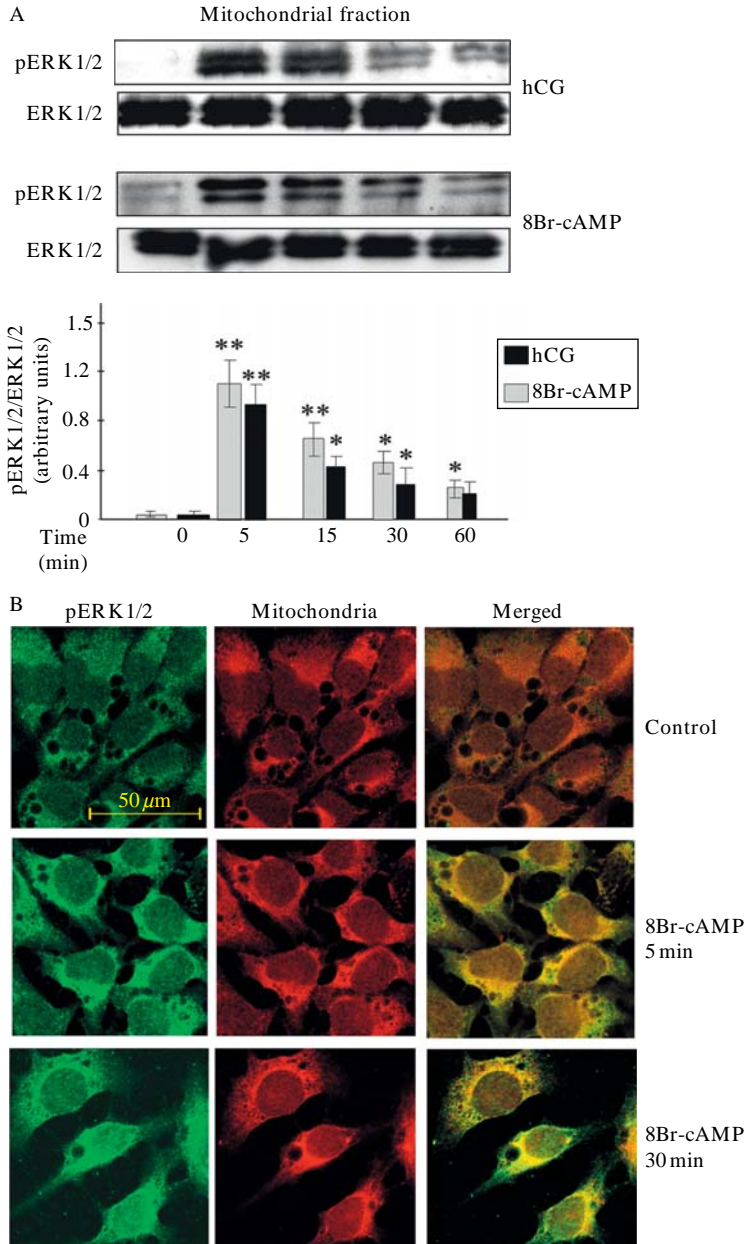 A
Mitochondrial fraction
pERK1/2
ERK1/2
hCG
pERK1/2
ERK1/2
8Br-cAMP
pERK1/2/ERK1/2
(arbitrary units)
1.5
1.2
0.8
0.4
0
** ** ** * * * *
hCG
8Br-cAMP
Time
(min)
0 5 15 30 60
B
pERK1/2 Mitochondria Merged
50 μm
Control
8Br-cAMP
5 min
8Br-cAMP
30 min